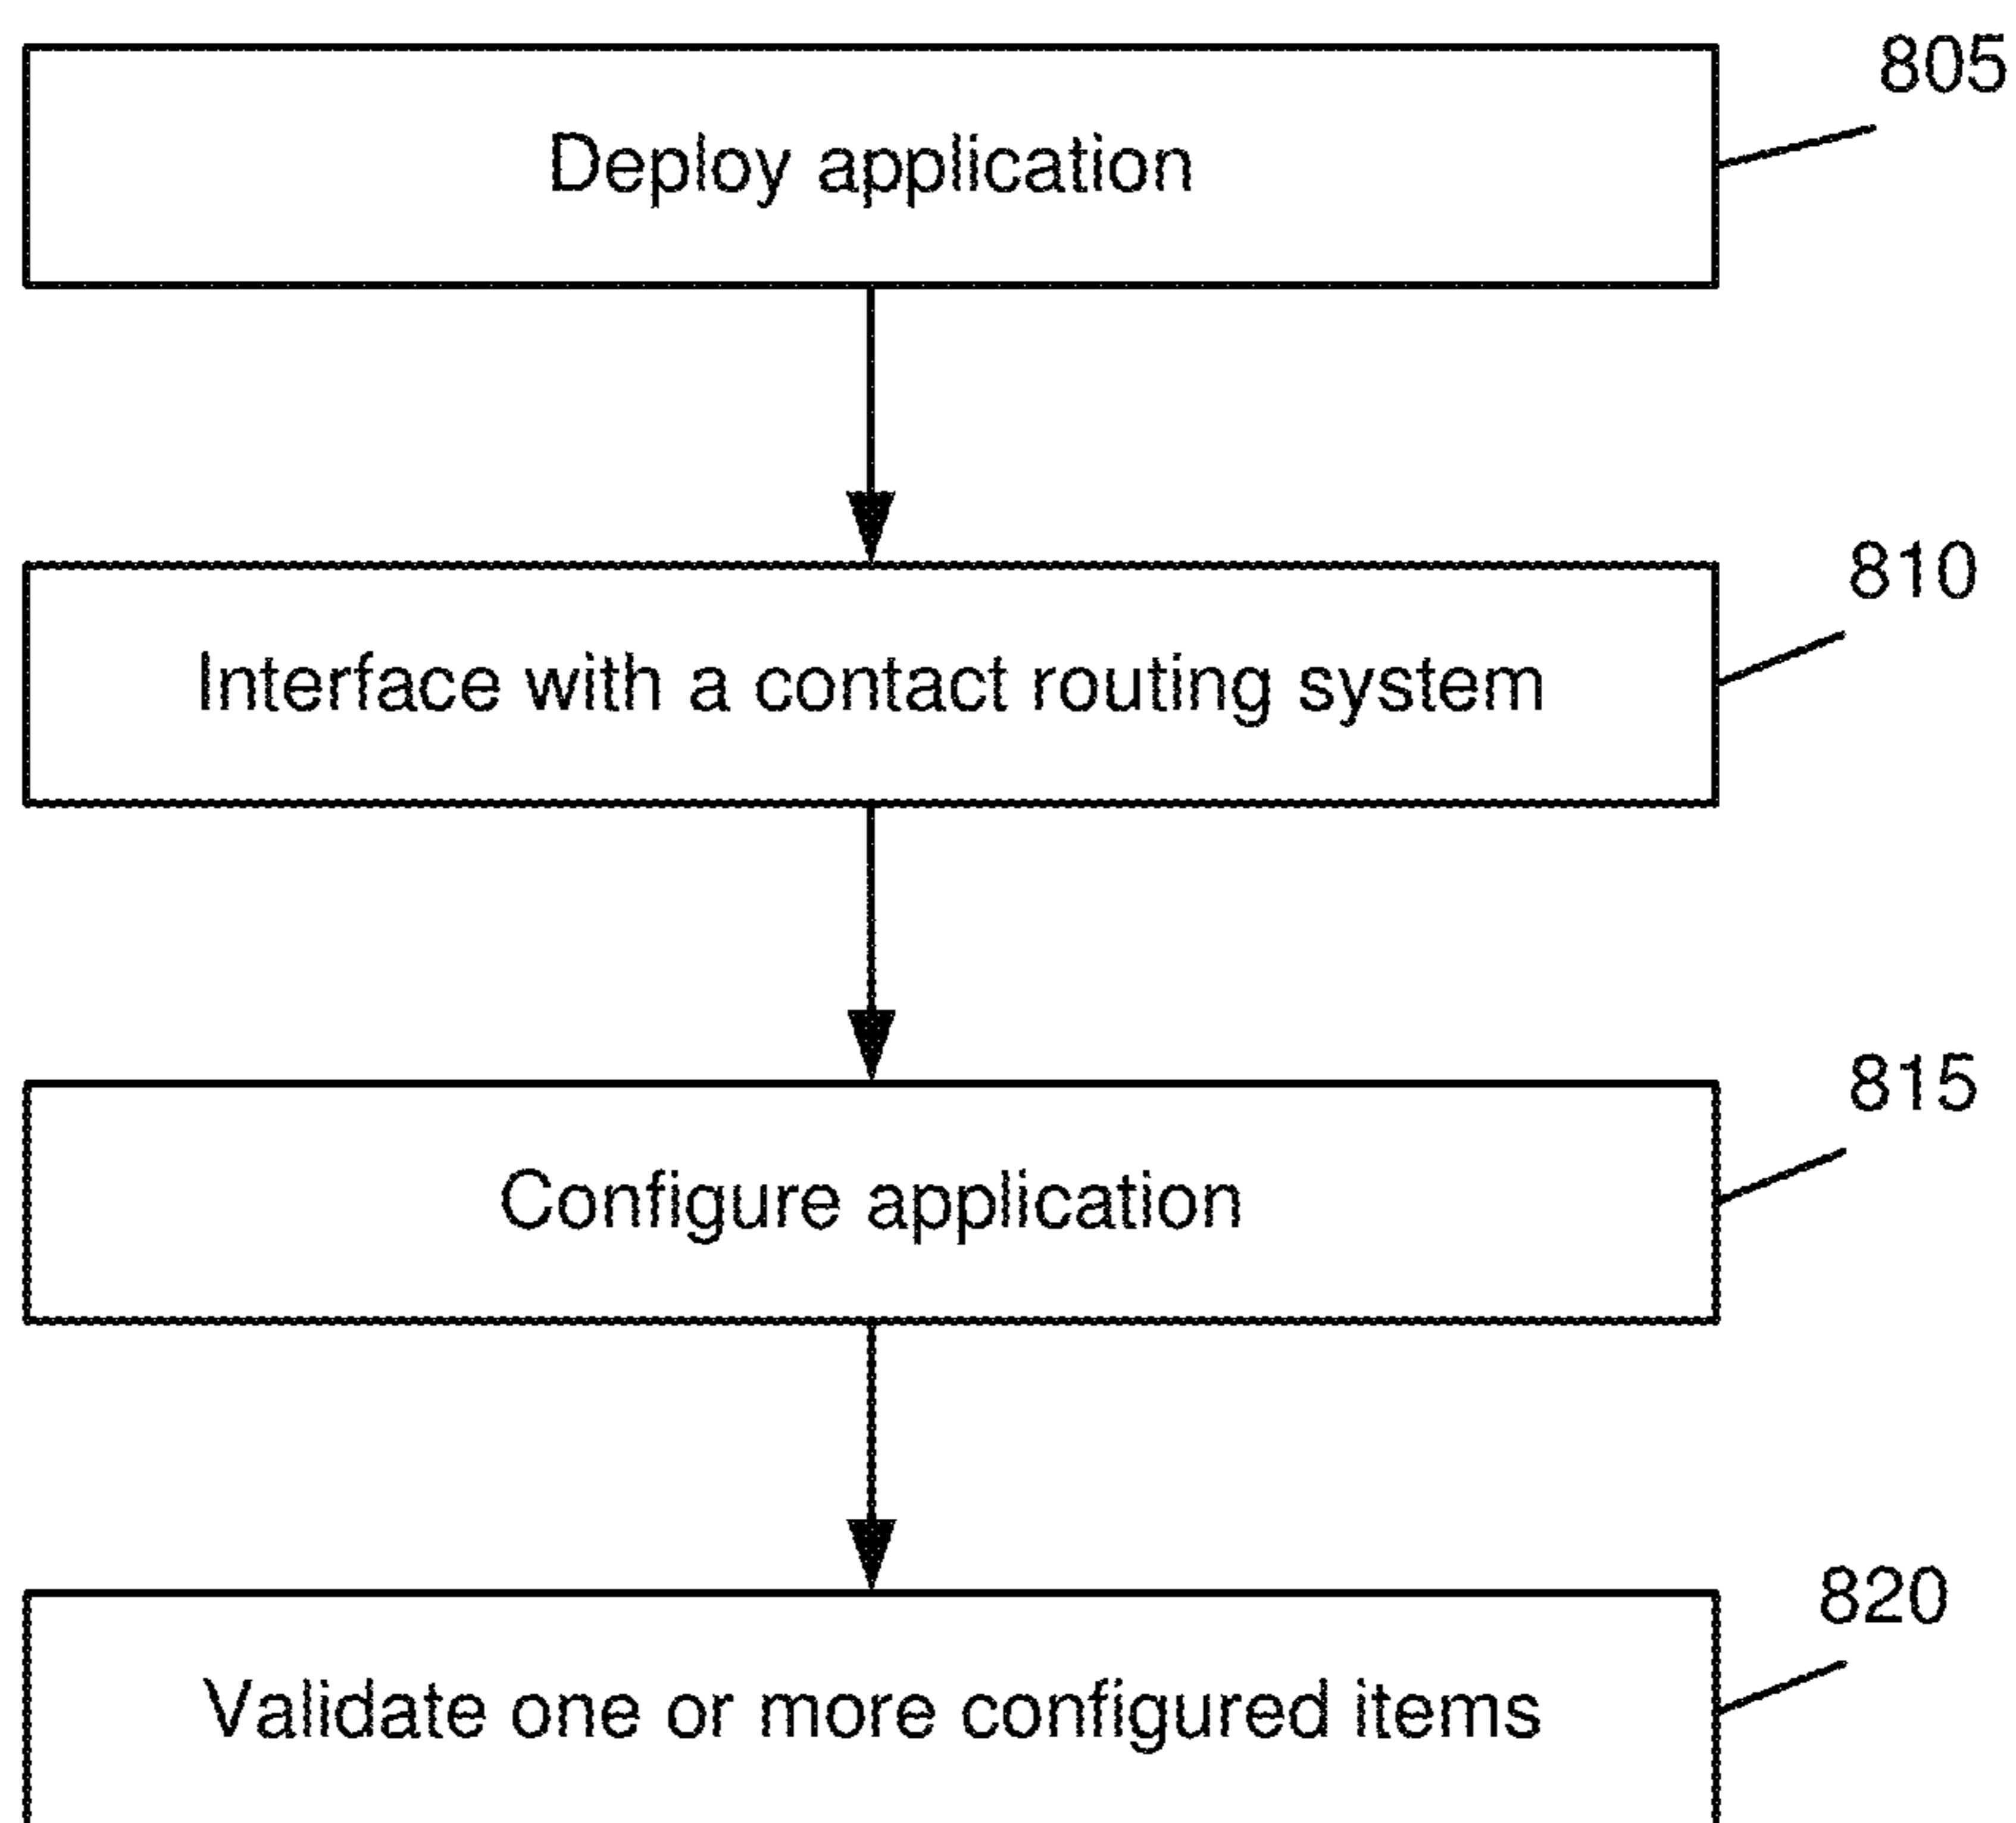 805
Deploy application
810
Interface with a contact routing system
815
Configure application
820
Validate one or more configured items